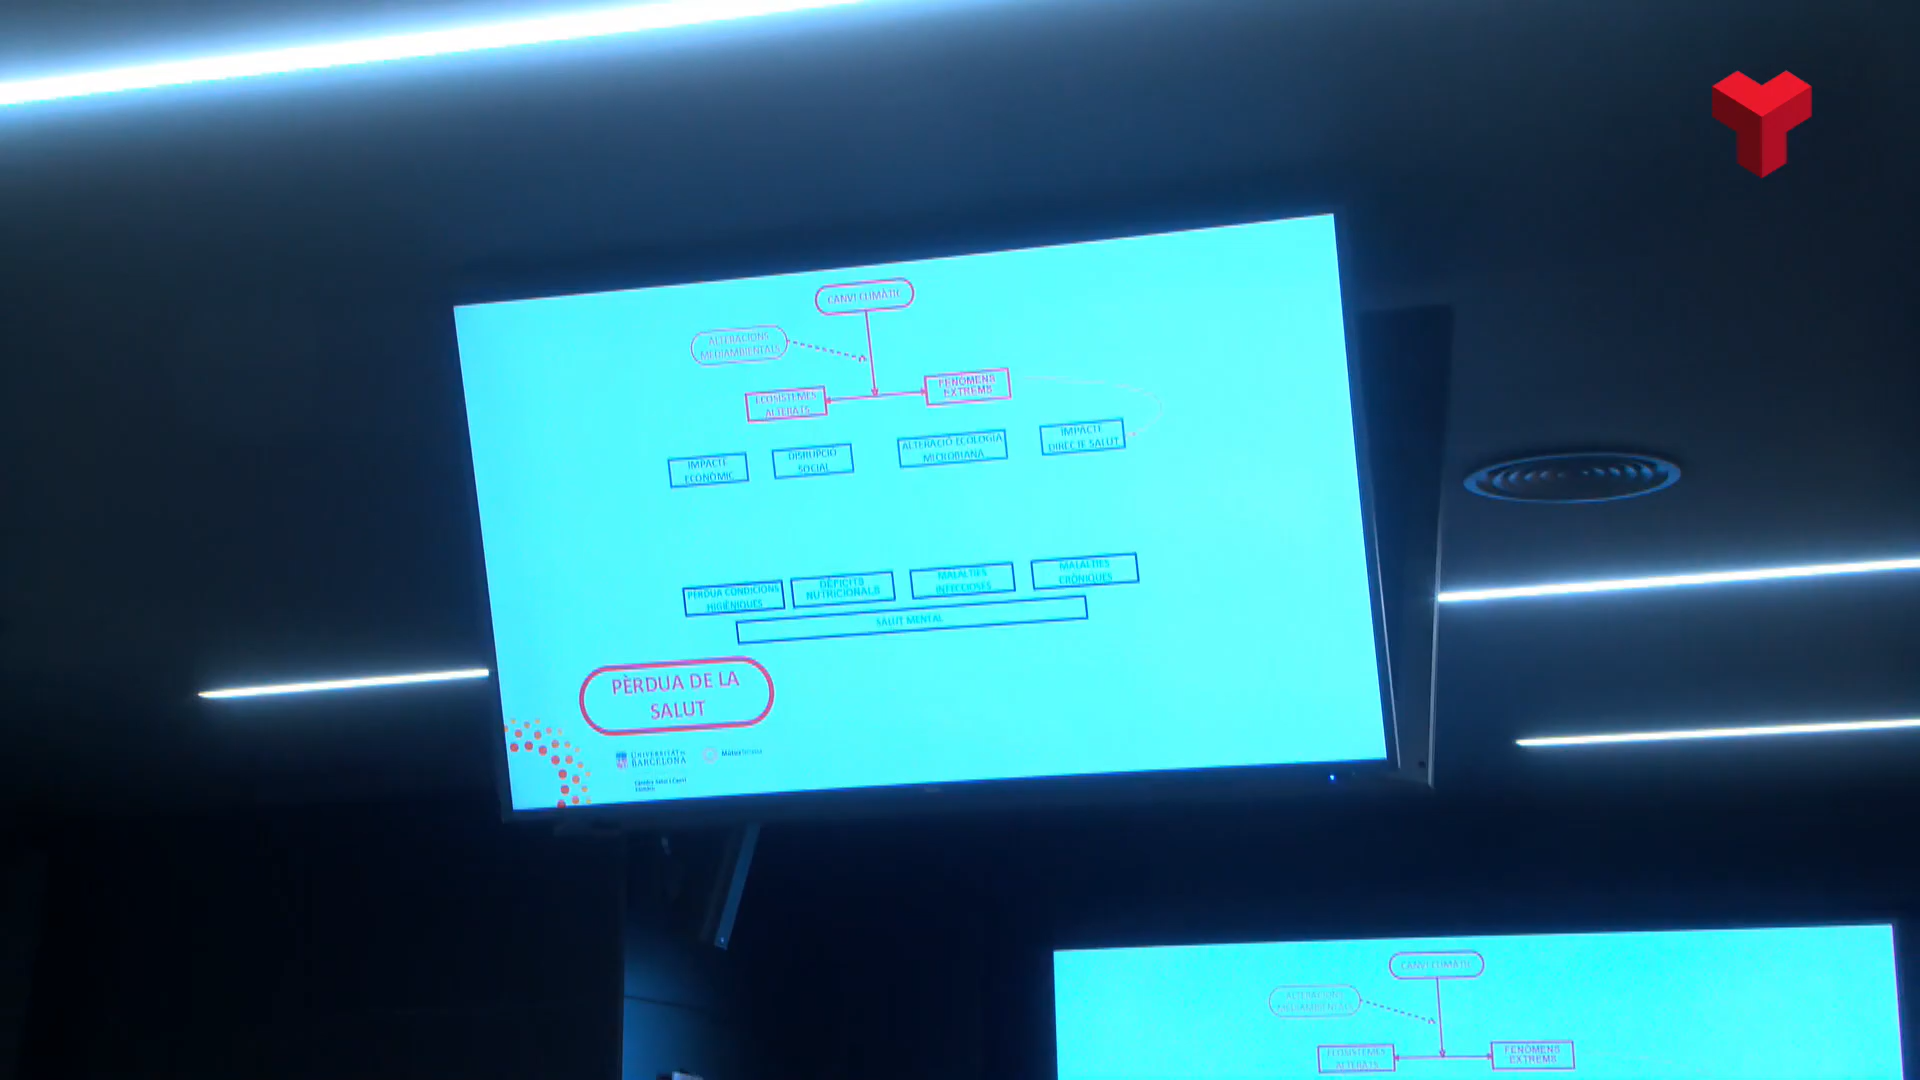 CANVI CLIMÀTIC
ALTERACIONS
MEDIAMBIENTALS
ECOSISTEMES
ALTERATS
FENÒMENS
EXTREMS
IMPACTE
ECONÒMIC
DISRUPCIÓ
SOCIAL
ALTERACIÓ ECOLOGIA
MICROBIANA
IMPACTE
DIRECTE SALUT
PÈRDUA CONDICIONS
HIGIÈNIQUES
DÈFICITS
NUTRICIONALS
MALALTIES
INFECCIOSES
MALALTIES
CRÒNIQUES
SALUT MENTAL
PÈRDUA DE LA
SALUT
UNIVERSITAT DE
BARCELONA
CANVI CLIMÀTIC
ALTERACIONS
MEDIAMBIENTALS
ECOSISTEMES
ALTERATS
FENÒMENS
EXTREMS